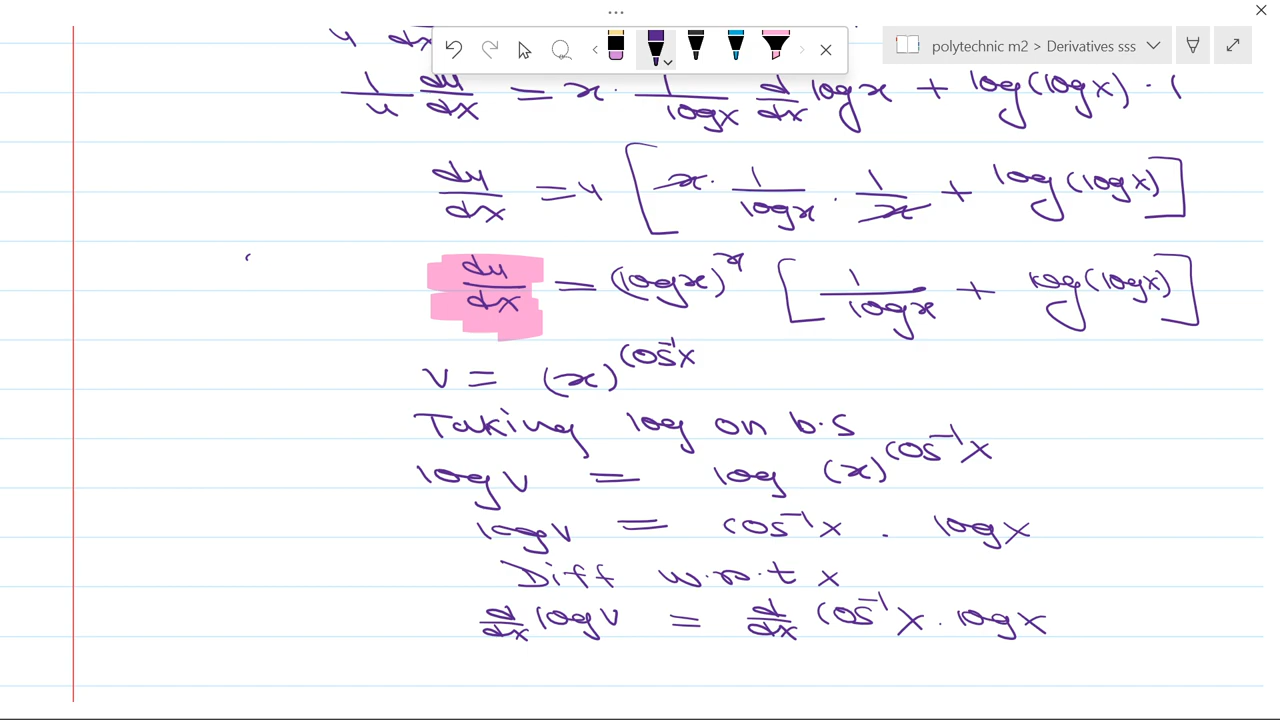 polytechnic m2 > Derivatives sss
1/u du/dx = x · 1/logx d/dx logx + log(logx) · 1
du/dx = u [x · 1/logx · 1/x + log(logx)]
du/dx = (logx)^x [1/logx + log(logx)]
v = (x)^cos⁻¹x
Taking log on b.s
logv = log (x)^cos⁻¹x
logv = cos⁻¹x . logx
Diff w.r.t x
d/dx logv = d/dx cos⁻¹x . logx